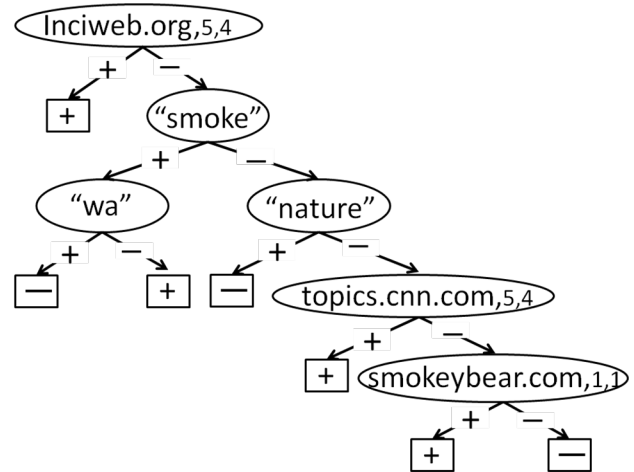 Inciweb.org,5,4
+ —
+ “smoke”
+ —
“wa” “nature”
+ — + —
— + — topics.cnn.com,5,4
+ —
+ smokeybear.com,1,1
+ —
+ —